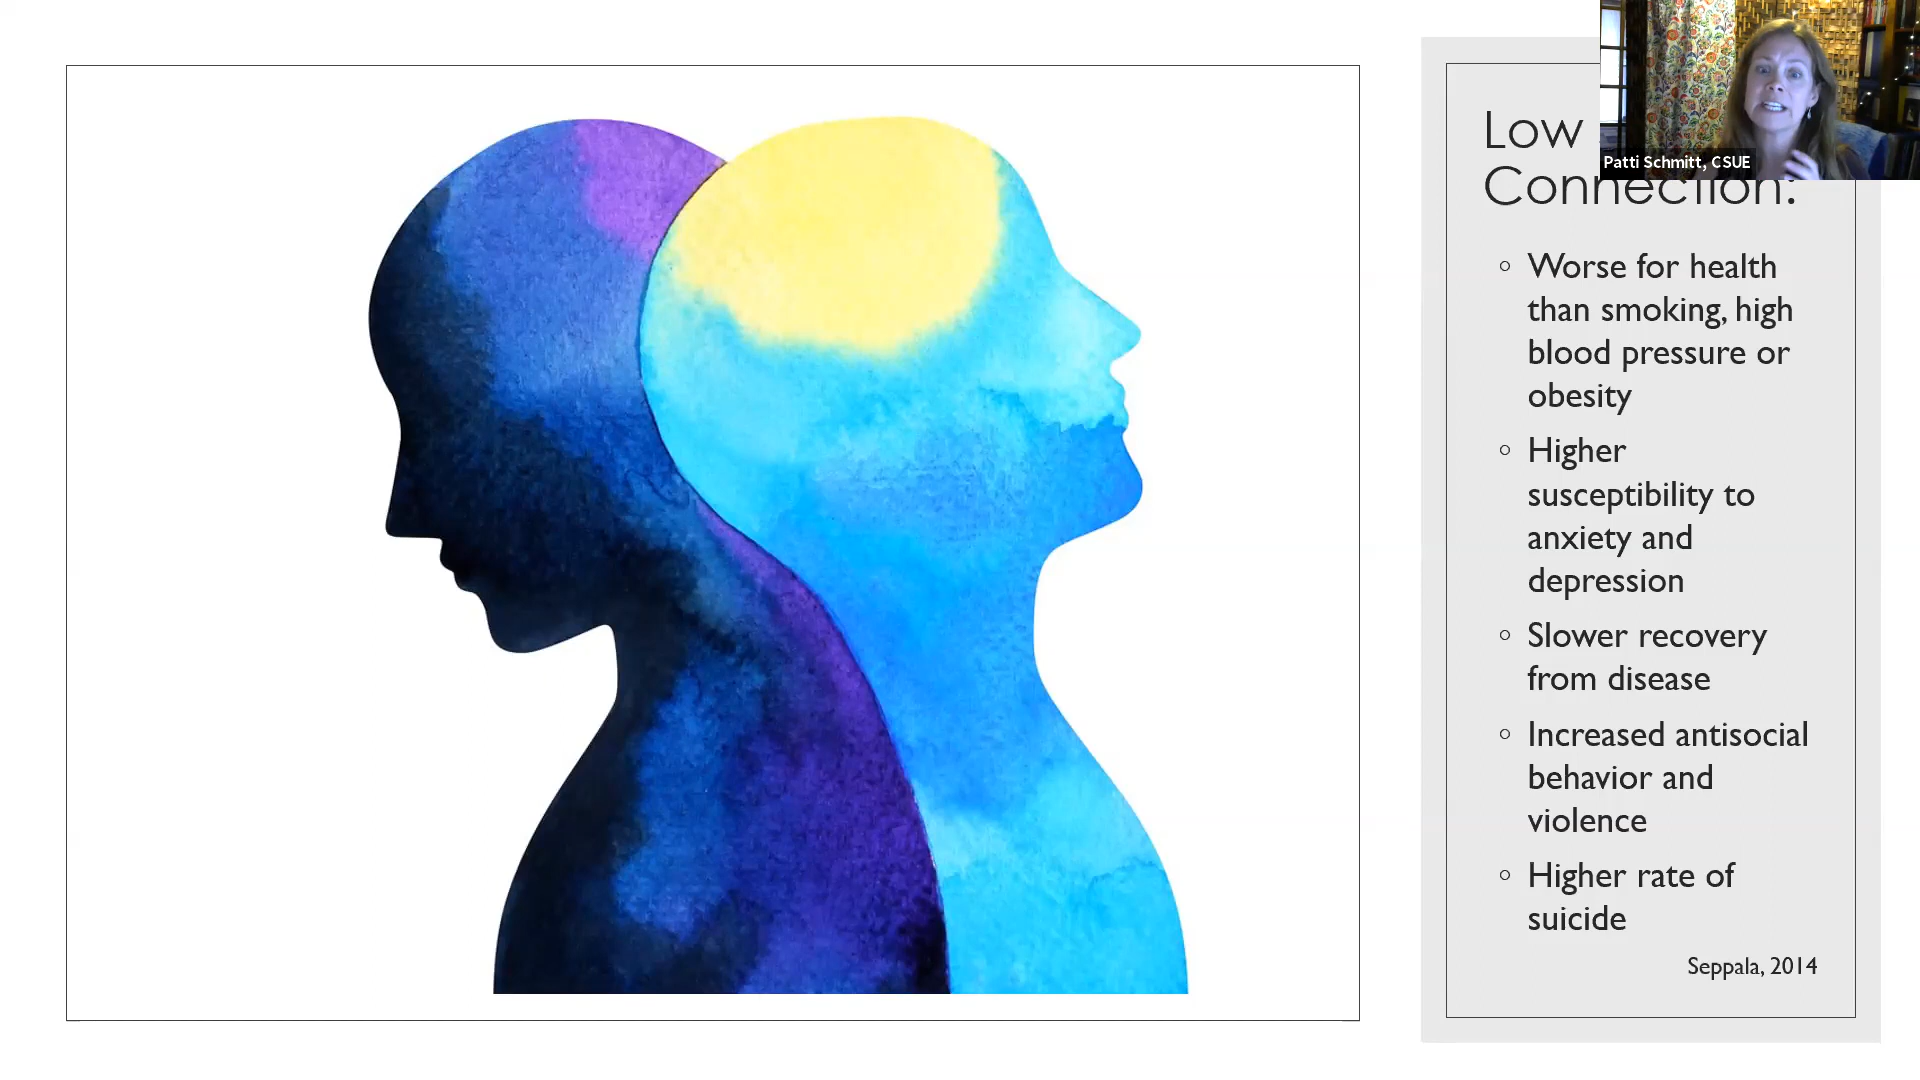 Low
Connection:
◦ Worse for health
than smoking, high
blood pressure or
obesity
◦ Higher
susceptibility to
anxiety and
depression
◦ Slower recovery
from disease
◦ Increased antisocial
behavior and
violence
◦ Higher rate of
suicide
Seppala, 2014
Patti Schmitt, CSUE